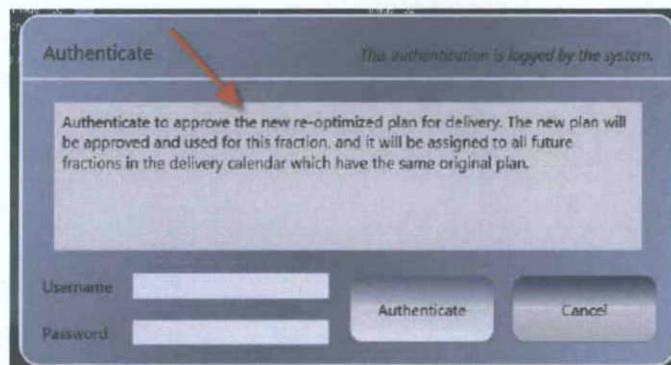 Authenticate
This authentication is logged by the system.
Authenticate to approve the new re-optimized plan for delivery. The new plan will
be approved and used for this fraction, and it will be assigned to all future
fractions in the delivery calendar which have the same original plan.
Username
Password
Authenticate
Cancel